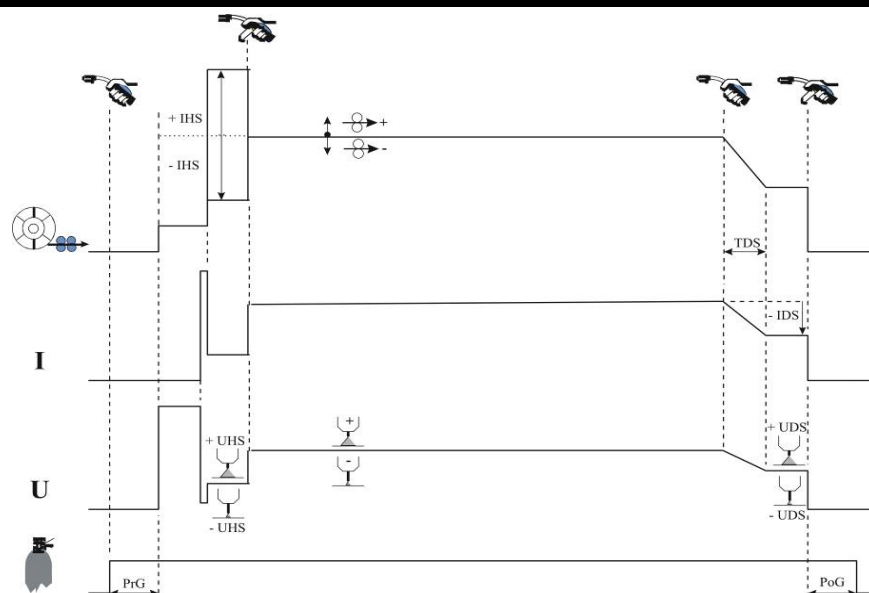 + IHS
+
-
- IHS
TDS
- IDS
I
+
+ UHS
+ UDS
-
U
- UHS
- UDS
PrG
PoG